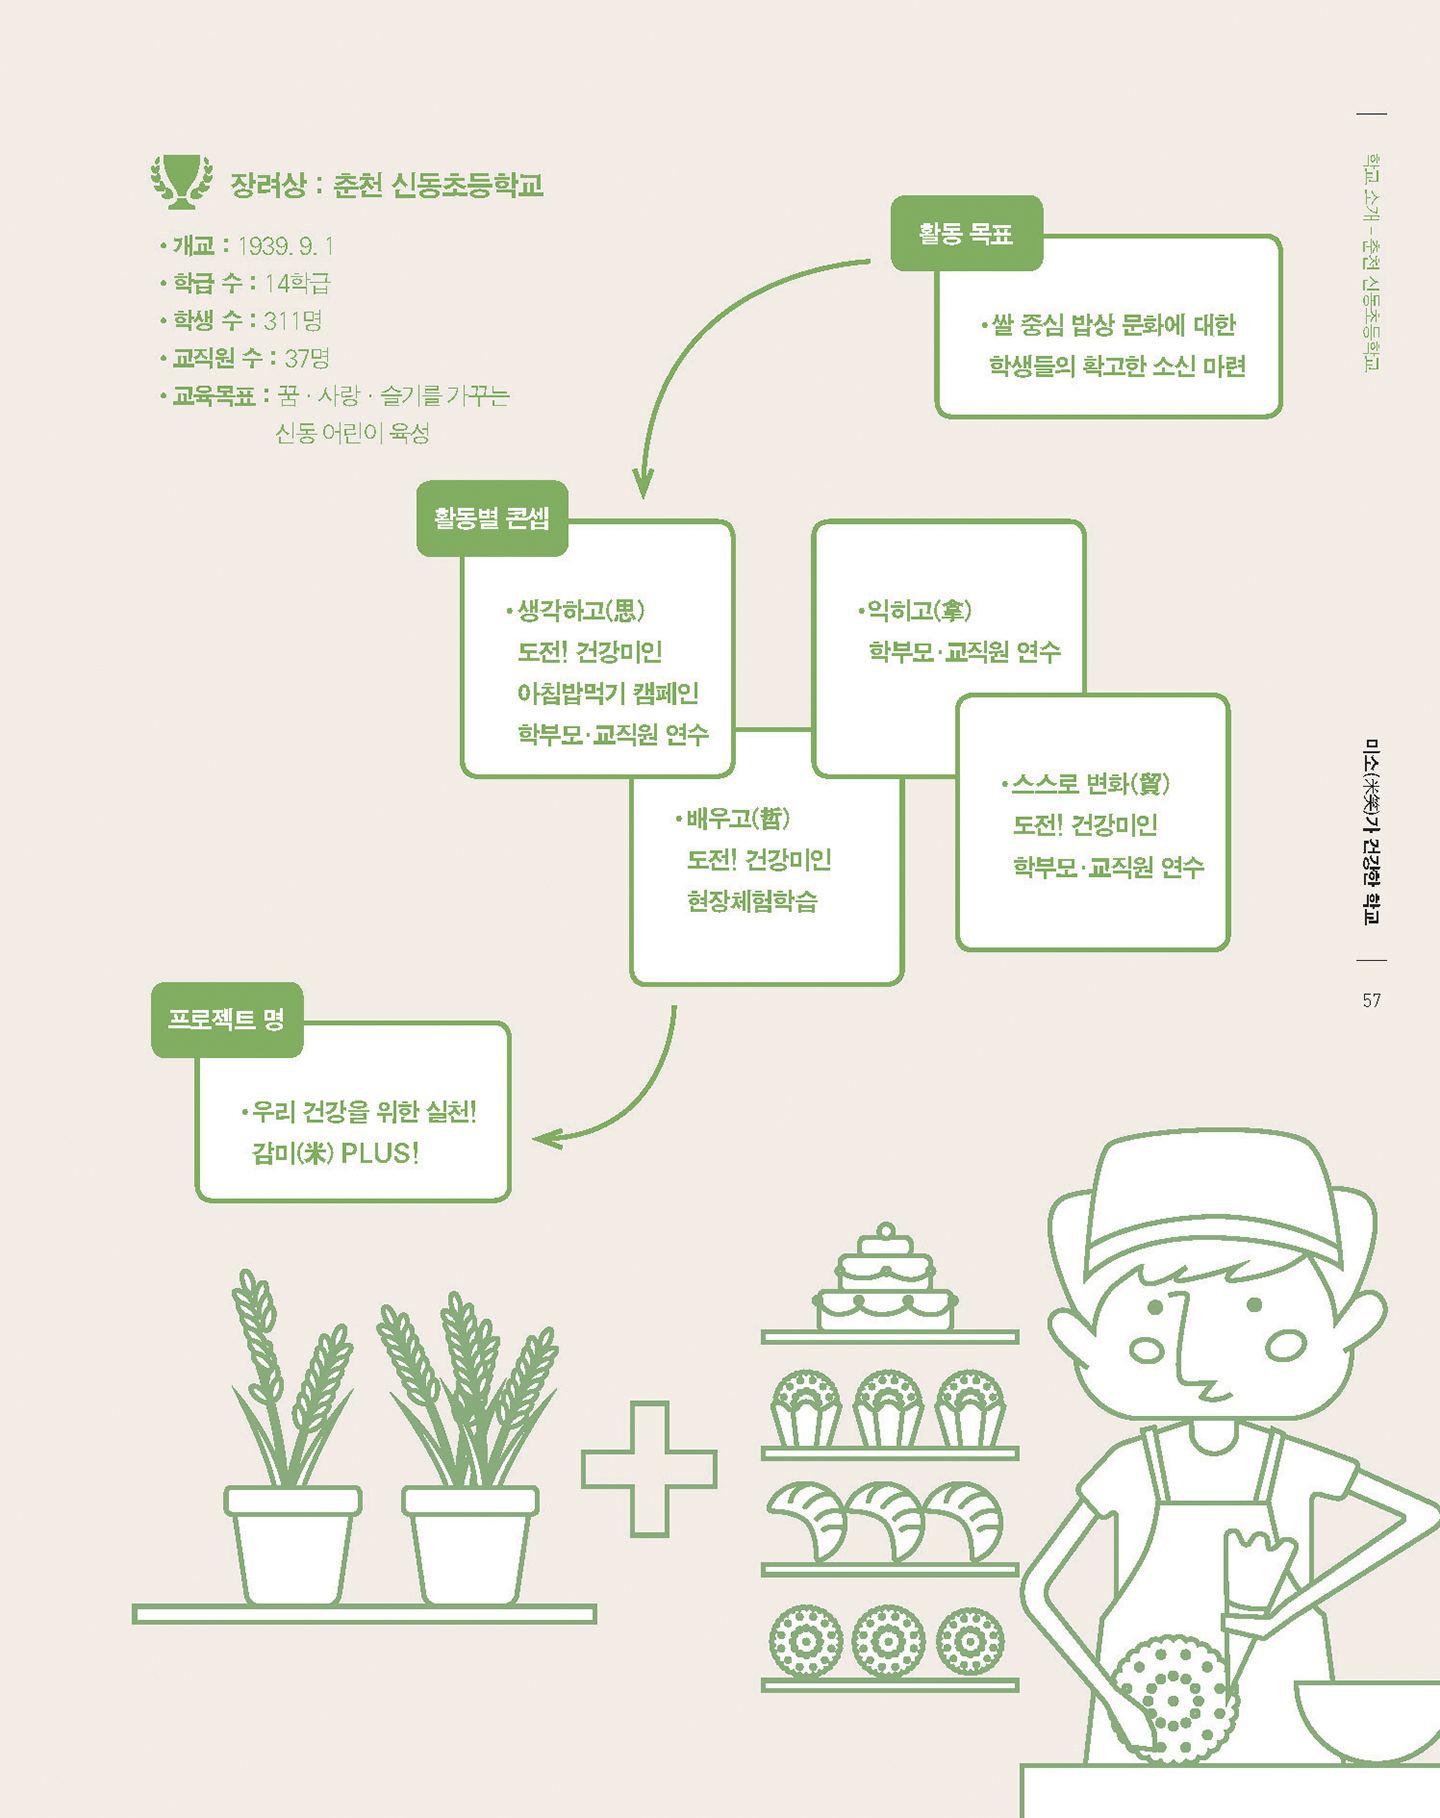 장려상 : 춘천 신동초등학교
• 개교 : 1939. 9. 1
• 학급 수 : 14학급
• 학생 수 : 311명
• 교직원 수 : 37명
• 교육목표 : 꿈 · 사랑 · 슬기를 가꾸는
신동 어린이 육성
활동 목표
• 쌀 중심 밥상 문화에 대한
학생들의 확고한 소신 마련
활동별 콘셉
• 생각하고(思)
도전! 건강미인
아침밥먹기 캠페인
학부모·교직원 연수
• 익히고(拿)
학부모·교직원 연수
• 배우고(哲)
도전! 건강미인
현장체험학습
• 스스로 변화(貿)
도전! 건강미인
학부모·교직원 연수
프로젝트 명
• 우리 건강을 위한 실천!
감미(米) PLUS!
학교 소개 – 춘천 신동초등학교
미소(米笑)가 건강한 학교
57